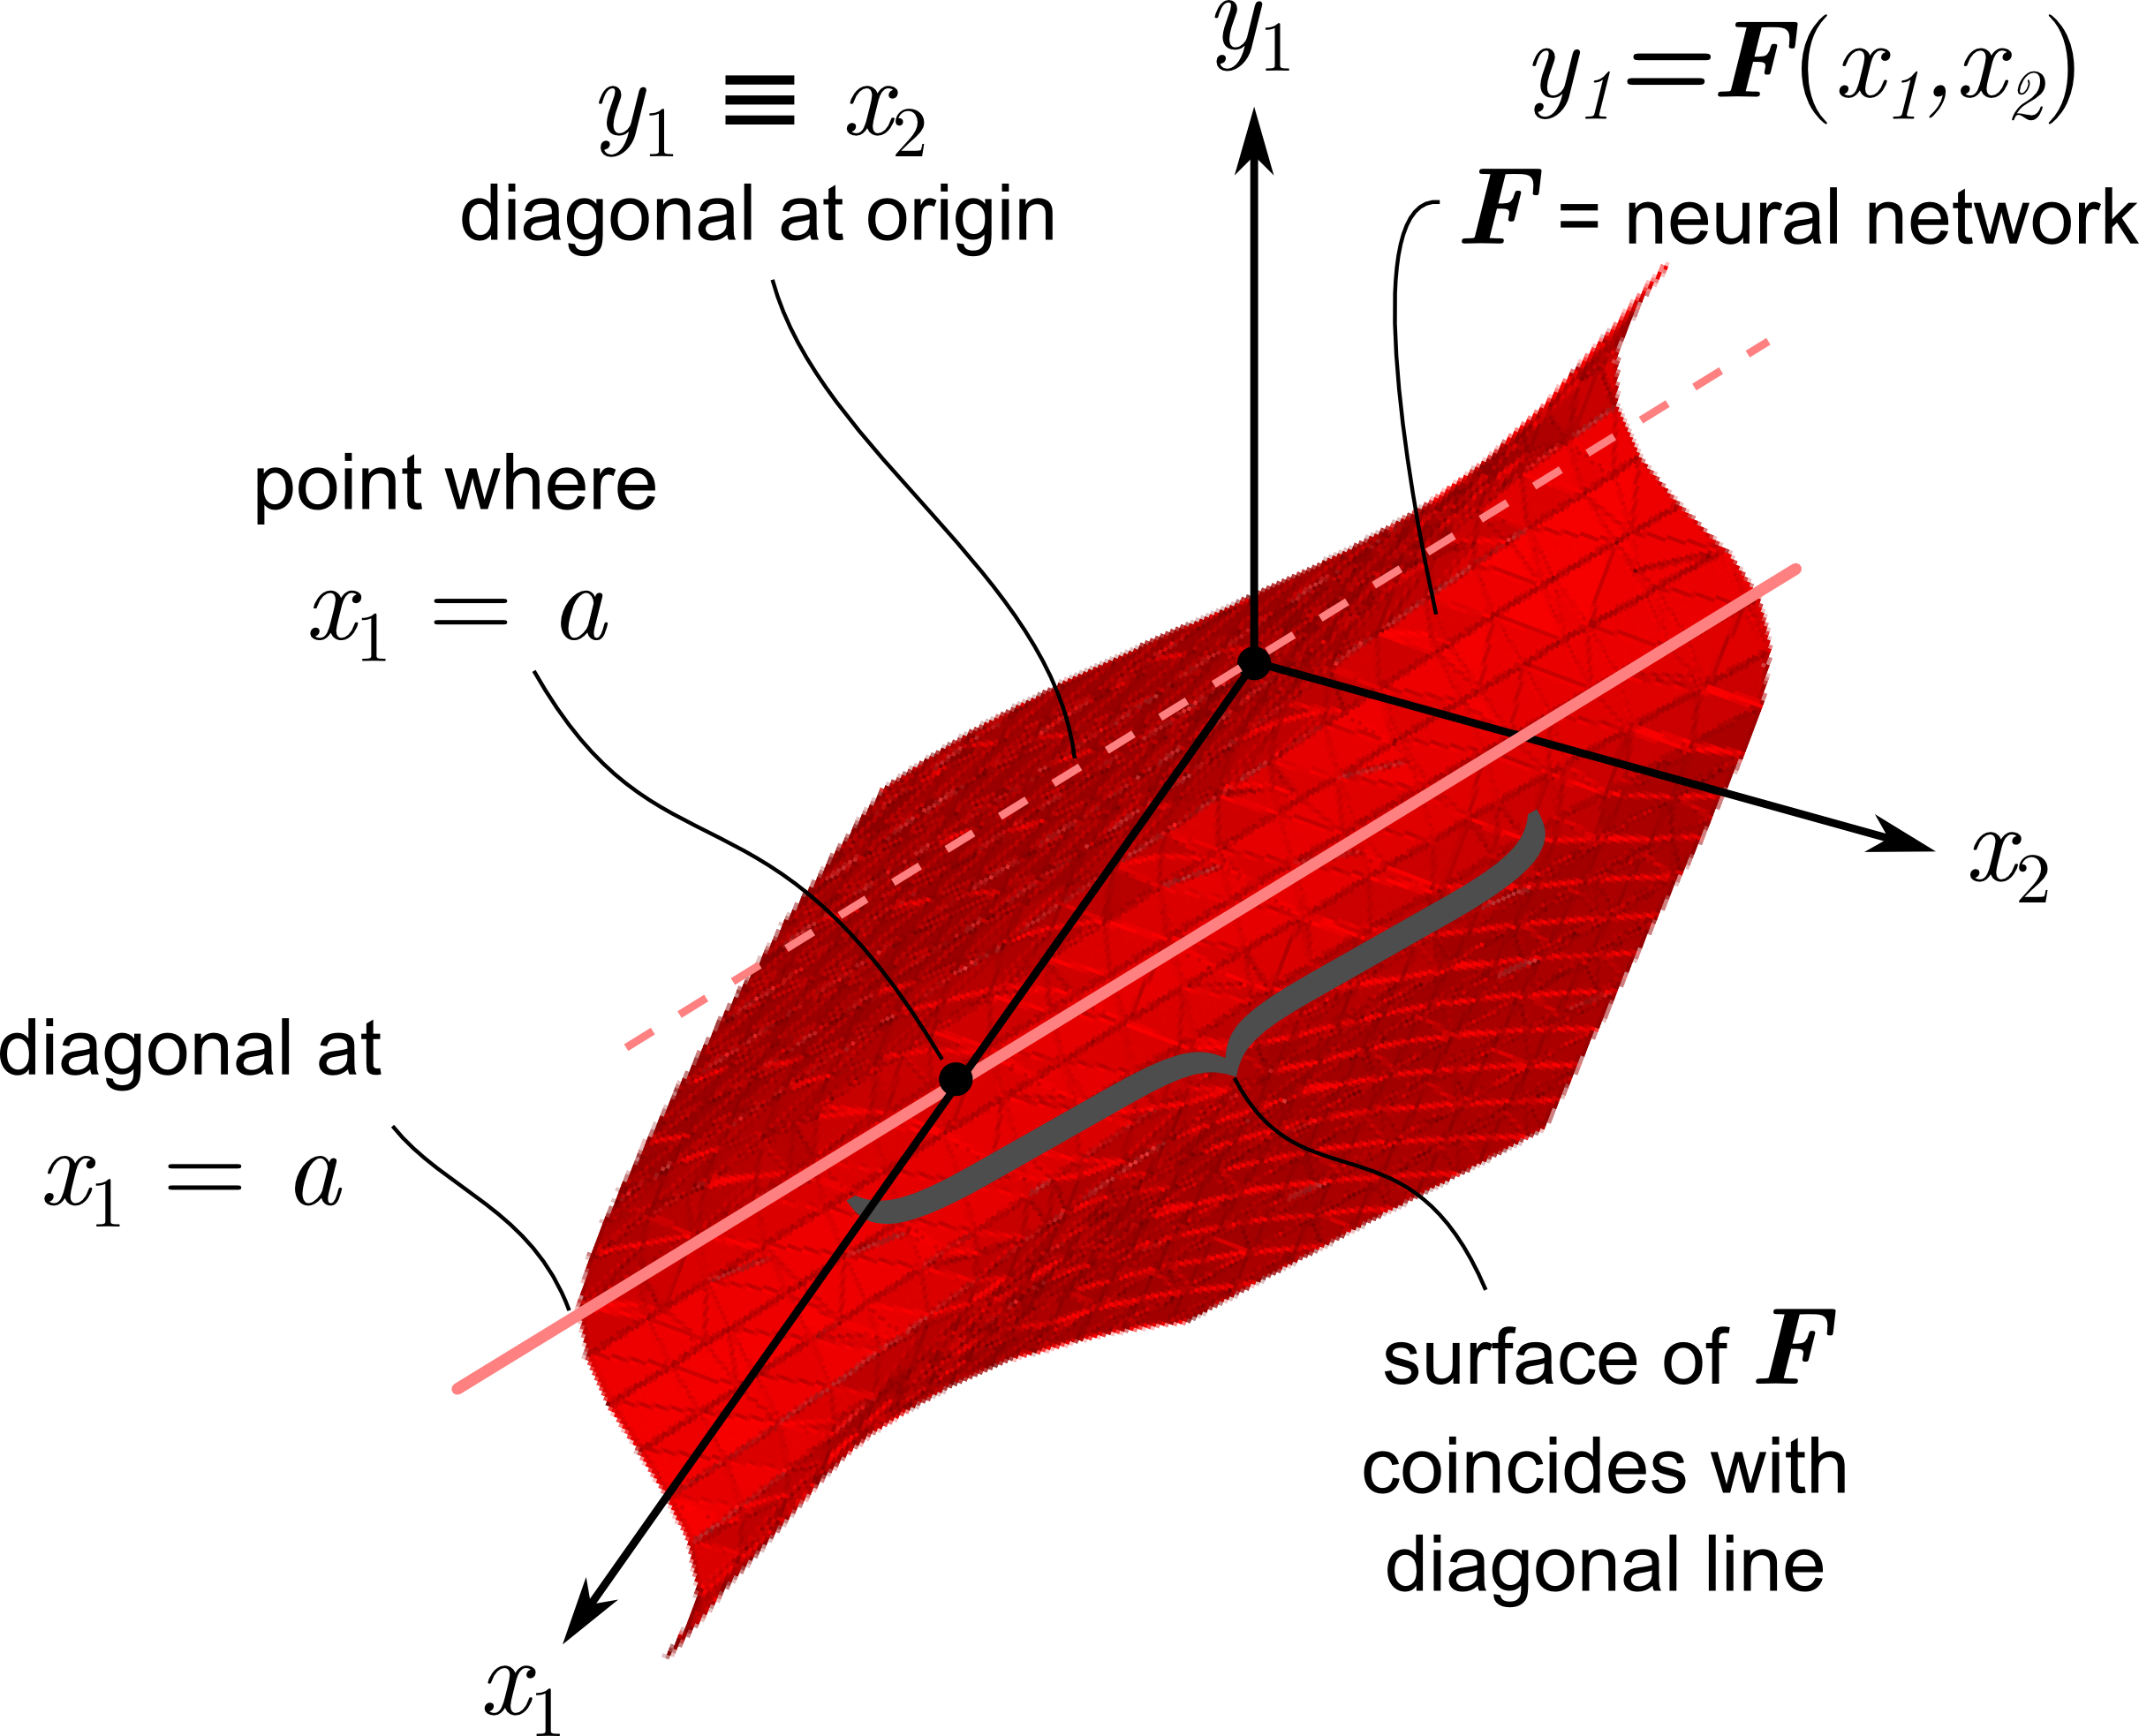 y₁
y₁=F(x₁,x₂)
y₁ ≡ x₂
diagonal at origin
F = neural network
point where
x₁ = a
x₂
diagonal at
x₁ = a
surface of F
coincides with
diagonal line
x₁